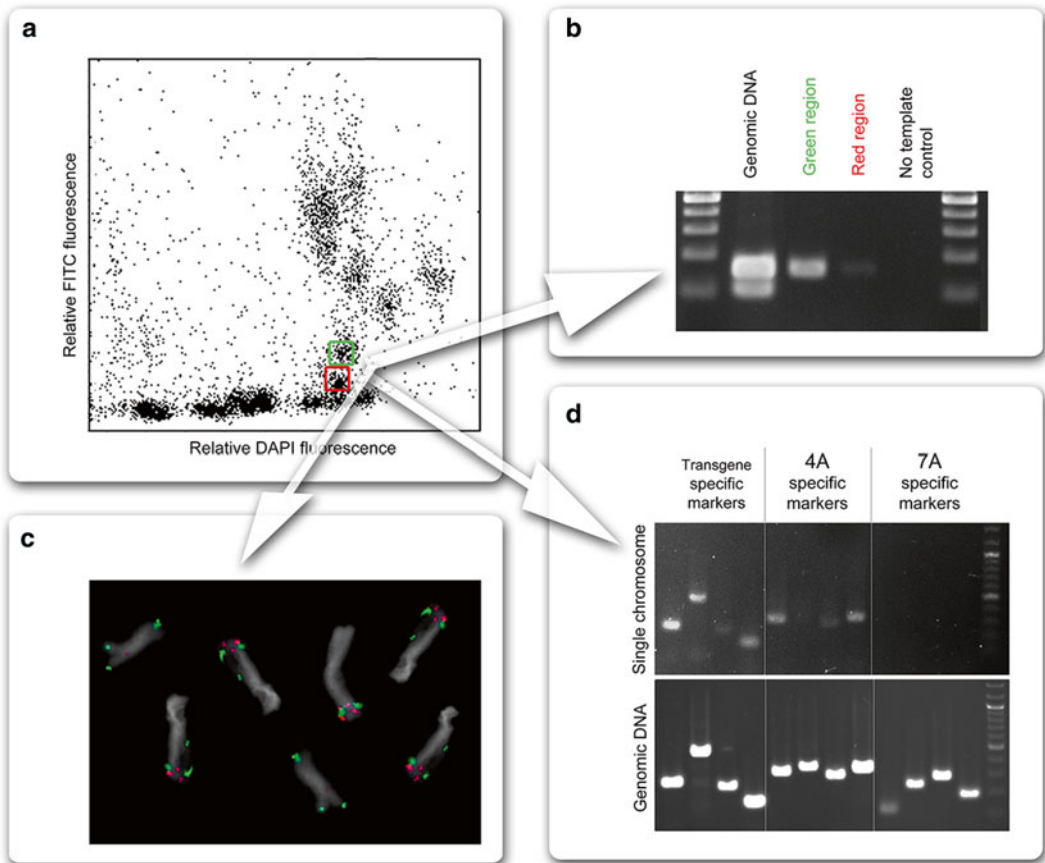 a
Relative FITC fluorescence
Relative DAPI fluorescence
b
Genomic DNA
Green region
Red region
No template
control
c
d
Transgene
specific
markers
4A
specific
markers
7A
specific
markers
Single chromosome
Genomic DNA